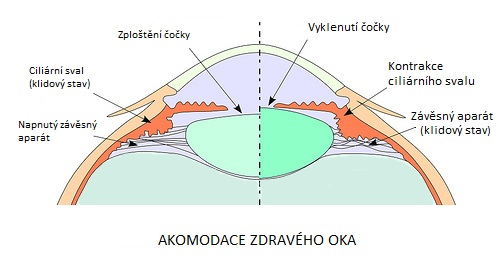 Zploštění čočky
Vyklenutí čočky
Ciliární sval
(klidový stav)
Kontrakce
ciliárního svalu
Napnutý závěsný
aparát
Závěsný aparát
(klidový stav)
AKOMODACE ZDRAVÉHO OKA